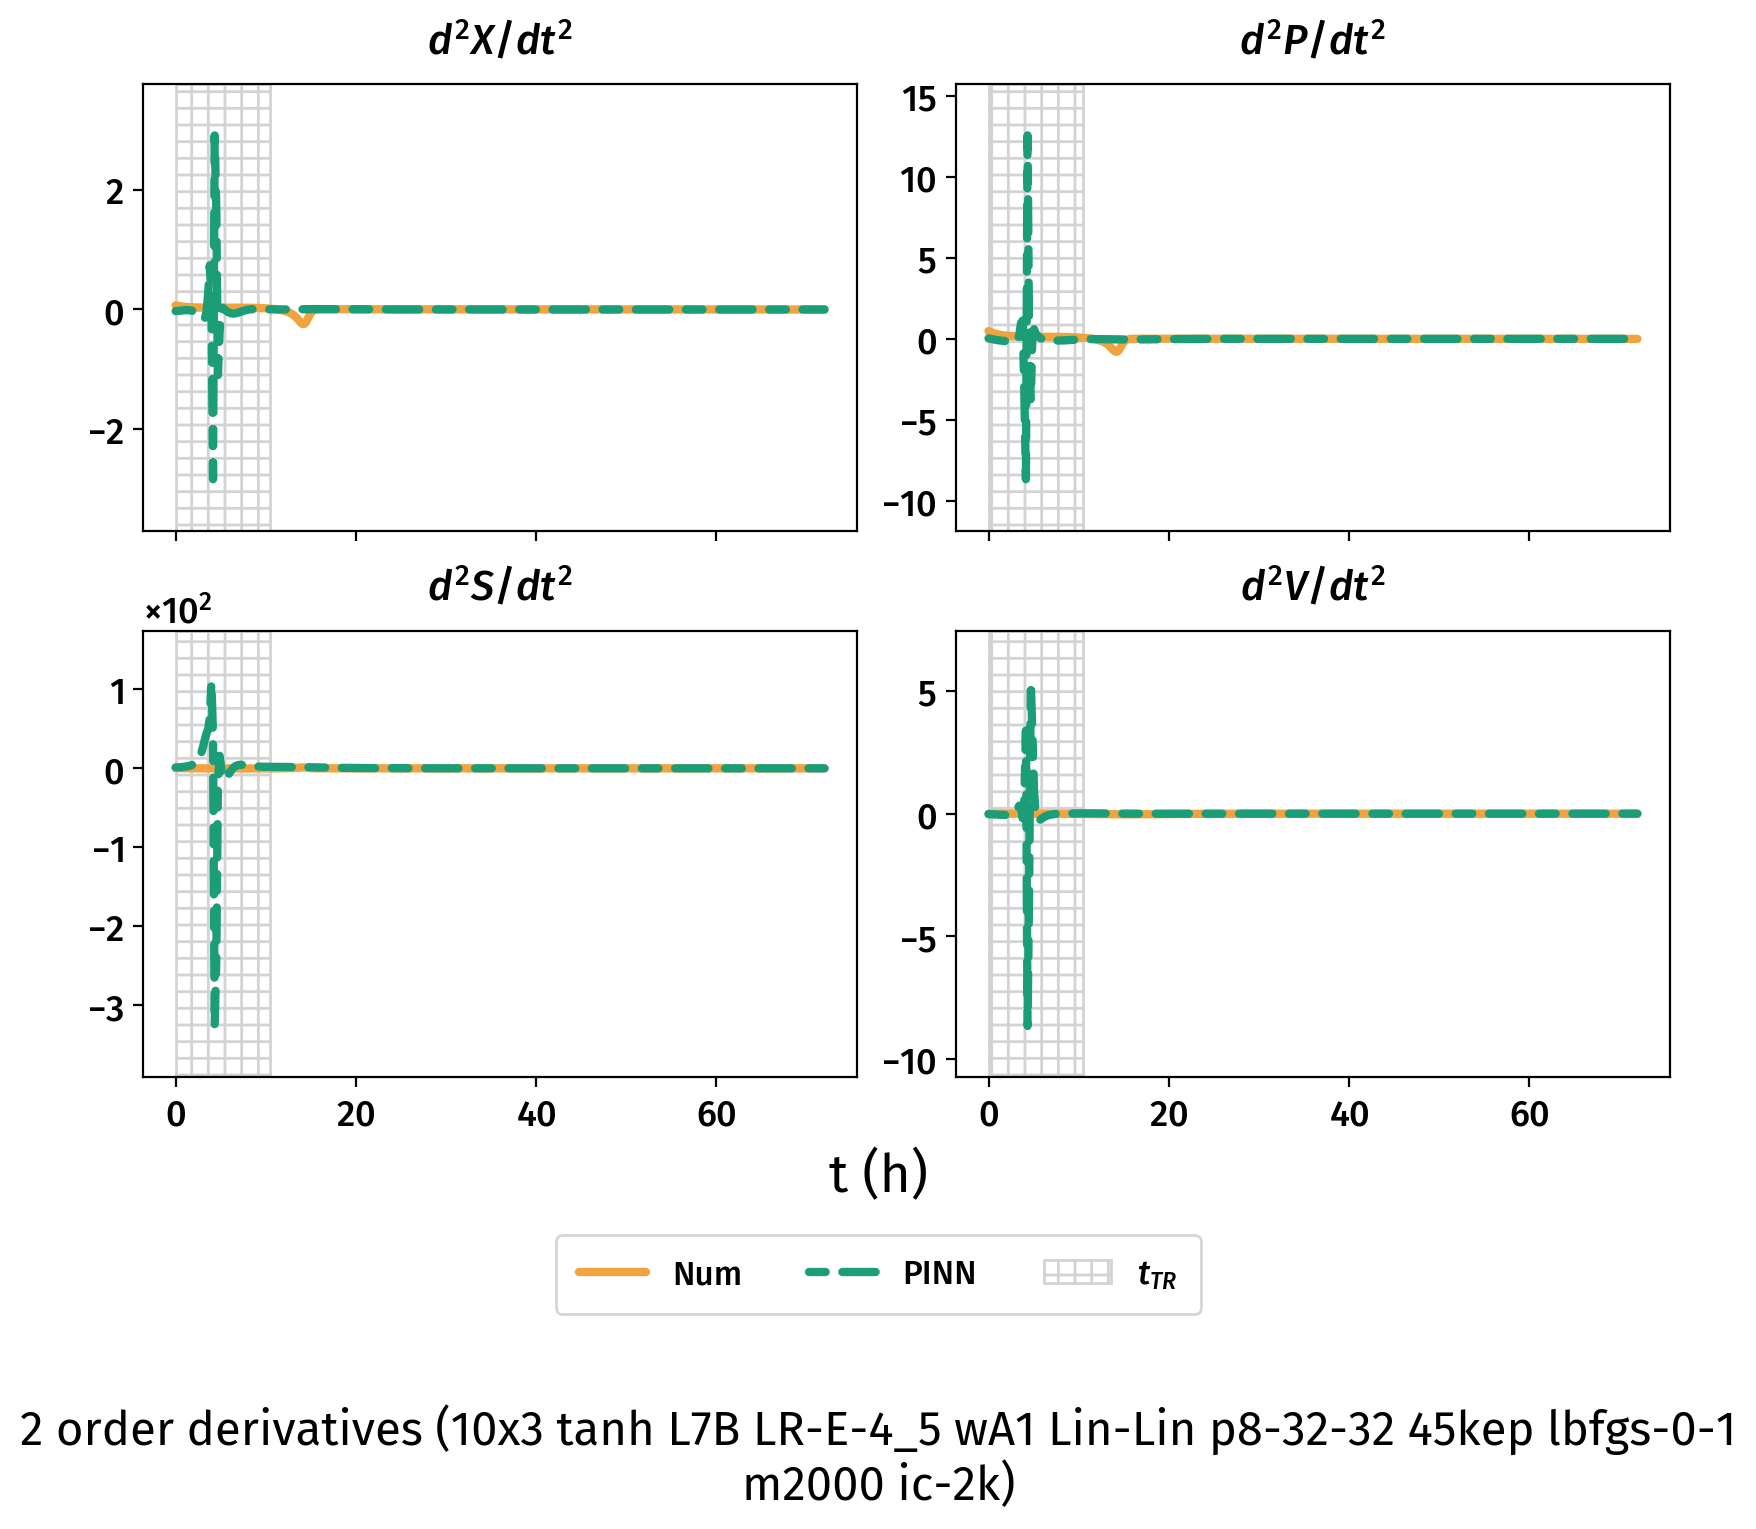 d²X/dt²
d²P/dt²
2
0
−2
15
10
5
0
−5
−10
d²S/dt²
d²V/dt²
×10²
1
0
−1
−2
−3
5
0
−5
−10
0 20 40 60
0 20 40 60
t (h)
Num PINN t_TR
2 order derivatives (10x3 tanh L7B LR-E-4_5 wA1 Lin-Lin p8-32-32 45kep lbfgs-0-1
m2000 ic-2k)